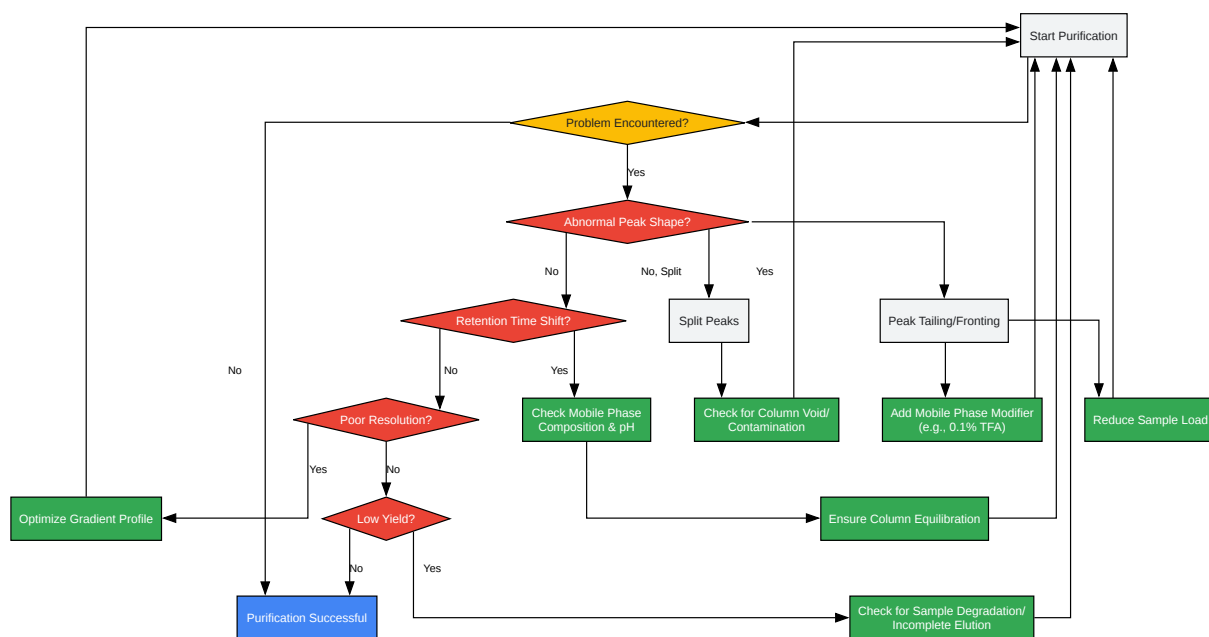 Start Purification
Problem Encountered?
Yes
Abnormal Peak Shape?
No
No, Split
Yes
Retention Time Shift?
Split Peaks
Peak Tailing/Fronting
No
No
Yes
Poor Resolution?
Check Mobile Phase
Composition & pH
Check for Column Void/
Contamination
Add Mobile Phase Modifier
(e.g., 0.1% TFA)
Reduce Sample Load
Yes
No
Optimize Gradient Profile
Low Yield?
Ensure Column Equilibration
No
Yes
Purification Successful
Check for Sample Degradation/
Incomplete Elution